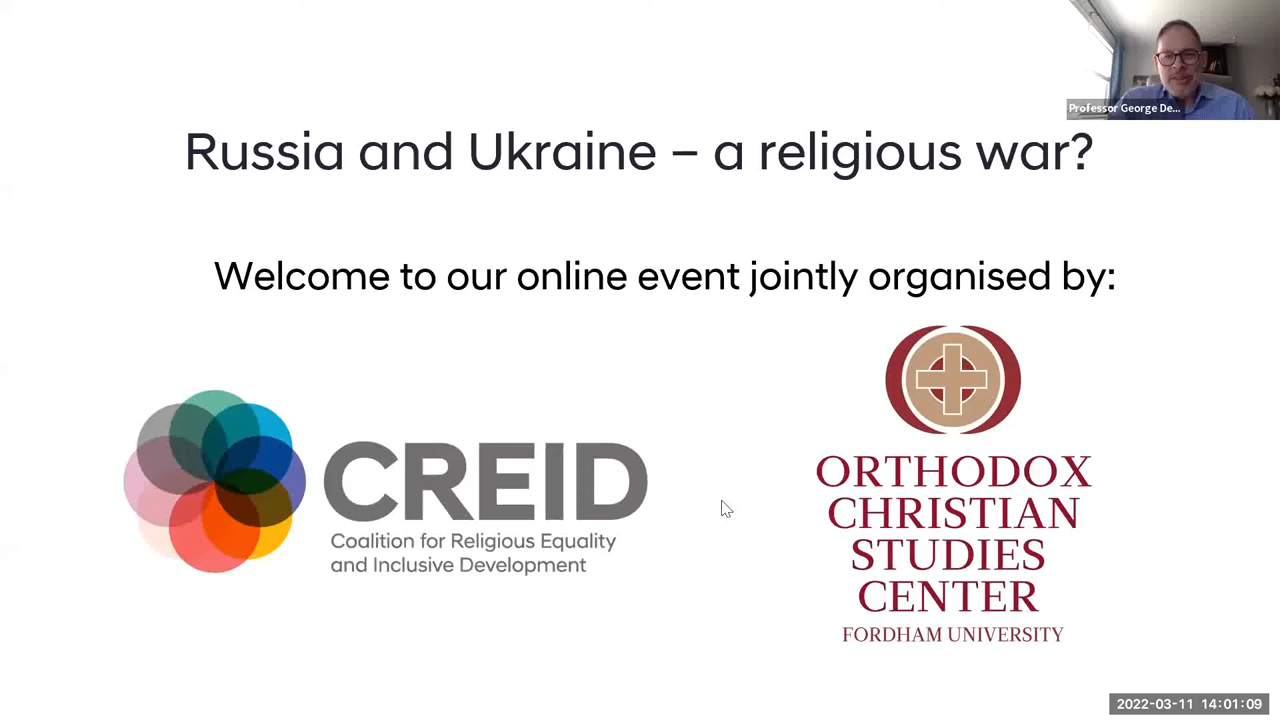 Professor George De...
Russia and Ukraine – a religious war?
Welcome to our online event jointly organised by:
CREID
Coalition for Religious Equality
and Inclusive Development
ORTHODOX
CHRISTIAN
STUDIES
CENTER
FORDHAM UNIVERSITY
2022-03-11 14:01:09